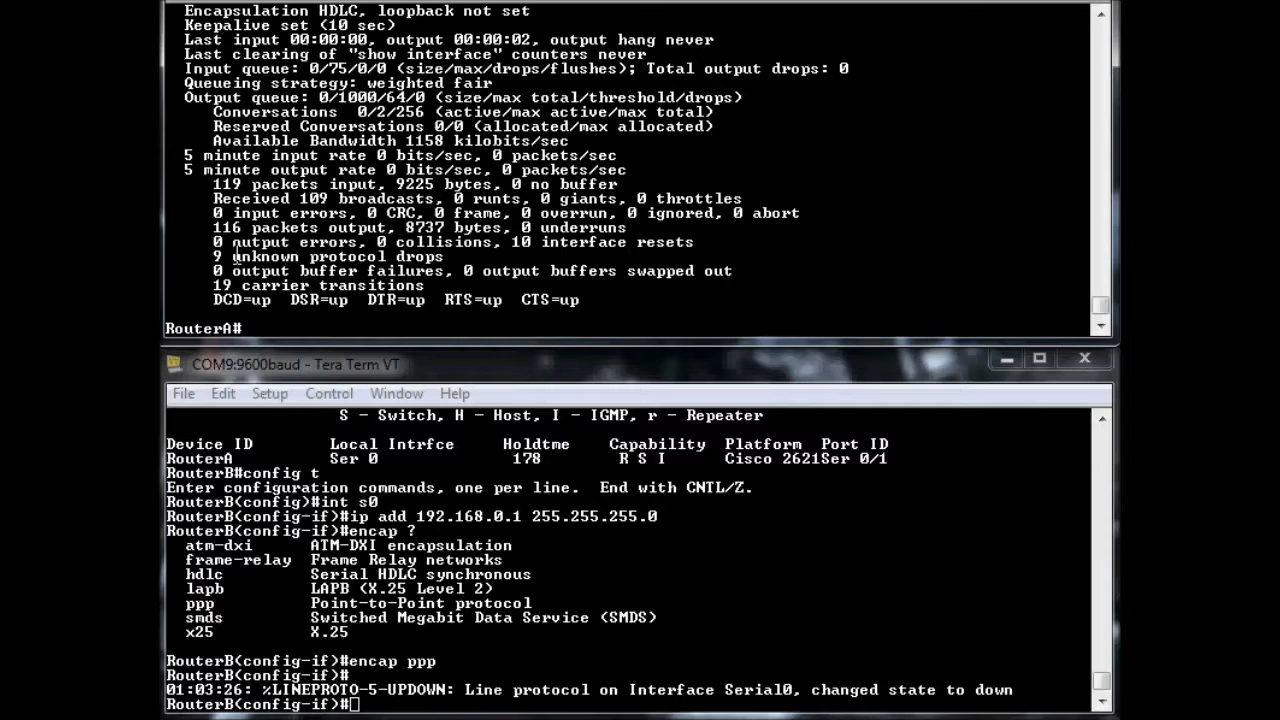 Encapsulation HDLC, loopback not set
Keepalive set (10 sec)
Last input 00:00:00, output 00:00:02, output hang never
Last clearing of "show interface" counters never
Input queue: 0/75/0/0 (size/max/drops/flushes); Total output drops: 0
Queueing strategy: weighted fair
Output queue: 0/1000/64/0 (size/max total/threshold/drops)
Conversations  0/2/256 (active/max active/max total)
Reserved Conversations 0/0 (allocated/max allocated)
Available Bandwidth 1158 kilobits/sec
5 minute input rate 0 bits/sec, 0 packets/sec
5 minute output rate 0 bits/sec, 0 packets/sec
119 packets input, 9225 bytes, 0 no buffer
Received 109 broadcasts, 0 runts, 0 giants, 0 throttles
0 input errors, 0 CRC, 0 frame, 0 overrun, 0 ignored, 0 abort
116 packets output, 8737 bytes, 0 underruns
0 output errors, 0 collisions, 10 interface resets
9 unknown protocol drops
0 output buffer failures, 0 output buffers swapped out
19 carrier transitions
DCD=up  DSR=up  DTR=up  RTS=up  CTS=up
RouterA#
COM9:9600baud - Tera Term VT
File Edit Setup Control Window Help
S - Switch, H - Host, I - IGMP, r - Repeater
Device ID Local Intrfce Holdtme Capability Platform Port ID
RouterA Ser 0 178 R S I Cisco 2621Ser 0/1
RouterB#config t
Enter configuration commands, one per line.  End with CNTL/Z.
RouterB(config)#int s0
RouterB(config-if)#ip add 192.168.0.1 255.255.255.0
RouterB(config-if)#encap ?
atm-dxi ATM-DXI encapsulation
frame-relay Frame Relay networks
hdlc Serial HDLC synchronous
lapb LAPB (X.25 Level 2)
ppp Point-to-Point protocol
smds Switched Megabit Data Service (SMDS)
x25 X.25
RouterB(config-if)#encap ppp
RouterB(config-if)#
01:03:26: %LINEPROTO-5-UPDOWN: Line protocol on Interface Serial0, changed state to down
RouterB(config-if)#